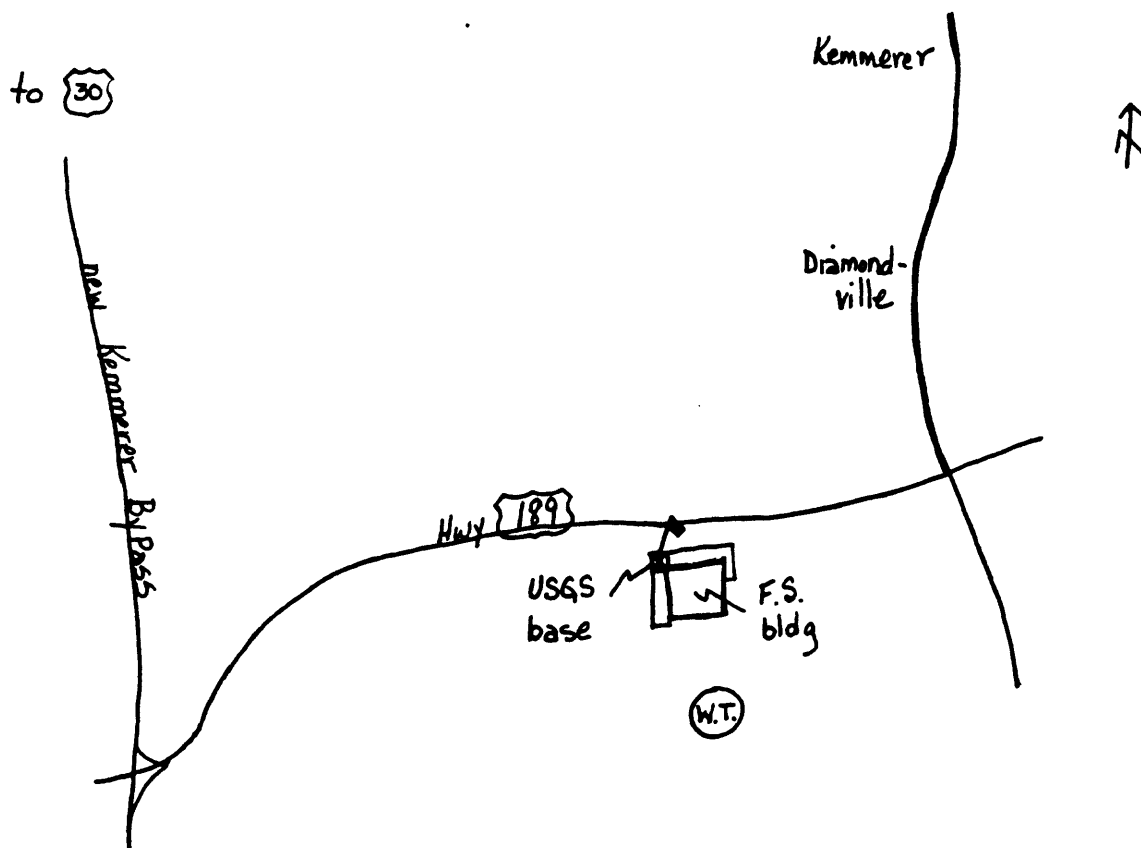 Kemmerer
to 30
N
Diamond-
ville
new Kemmerer ByPass
Hwy 189
USGS
base
F.S.
bldg
W.T.